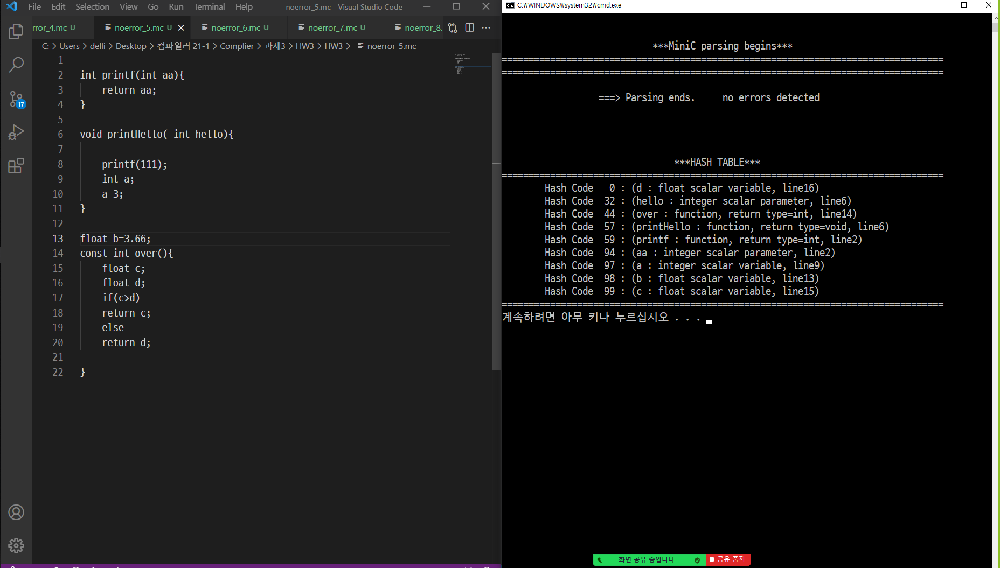 File Edit Selection View Go Run Terminal Help noerror_5.mc - Visual Studio Code
rror_4.mc U noerror_5.mc U noerror_6.mc U noerror_7.mc U noerror_8.
C: > Users > delli > Desktop > 컴파일러 21-1 > Complier > 과제3 > HW3 > HW3 > noerror_5.mc
17
1
2 int printf(int aa){
3 return aa;
4 }
5
6 void printHello( int hello){
7
8 printf(111);
9 int a;
10 a=3;
11 }
12
13 float b=3.66;
14 const int over(){
15 float c;
16 float d;
17 if(c>d)
18 return c;
19 else
20 return d;
21
22 }
C:₩WINDOWS₩system32₩cmd.exe
***MiniC parsing begins***
==================================================================================
==================================================================================
===> Parsing ends. no errors detected
***HASH TABLE***
==================================================================================
Hash Code 0 : (d : float scalar variable, line16)
Hash Code 32 : (hello : integer scalar parameter, line6)
Hash Code 44 : (over : function, return type=int, line14)
Hash Code 57 : (printHello : function, return type=void, line6)
Hash Code 59 : (printf : function, return type=int, line2)
Hash Code 94 : (aa : integer scalar parameter, line2)
Hash Code 97 : (a : integer scalar variable, line9)
Hash Code 98 : (b : float scalar variable, line13)
Hash Code 99 : (c : float scalar variable, line15)
==================================================================================
계속하려면 아무 키나 누르십시오 . . .
화면 공유 중입니다 공유 중지